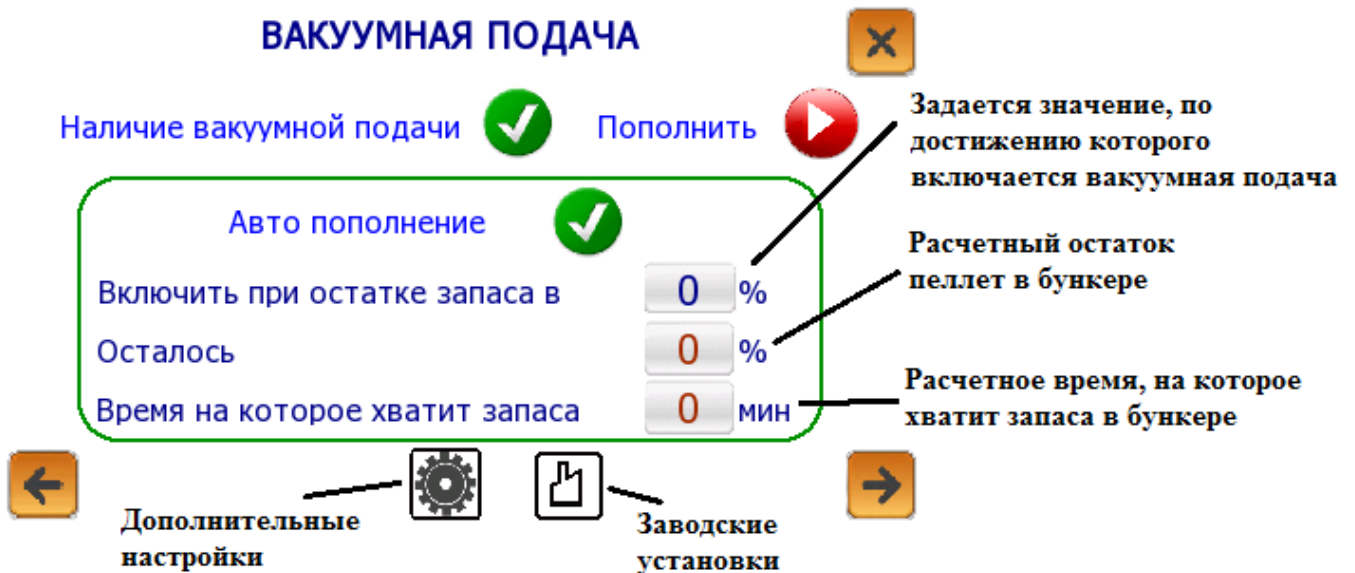 ВАКУУМНАЯ ПОДАЧА
Наличие вакуумной подачи
Пополнить
Задается значение, по
достижению которого
включается вакуумная подача
Авто пополнение
Включить при остатке запаса в 0 %
Расчетный остаток
пеллет в бункере
Осталось 0 %
Время на которое хватит запаса 0 мин
Расчетное время, на которое
хватит запаса в бункере
Дополнительные
настройки
Заводские
установки